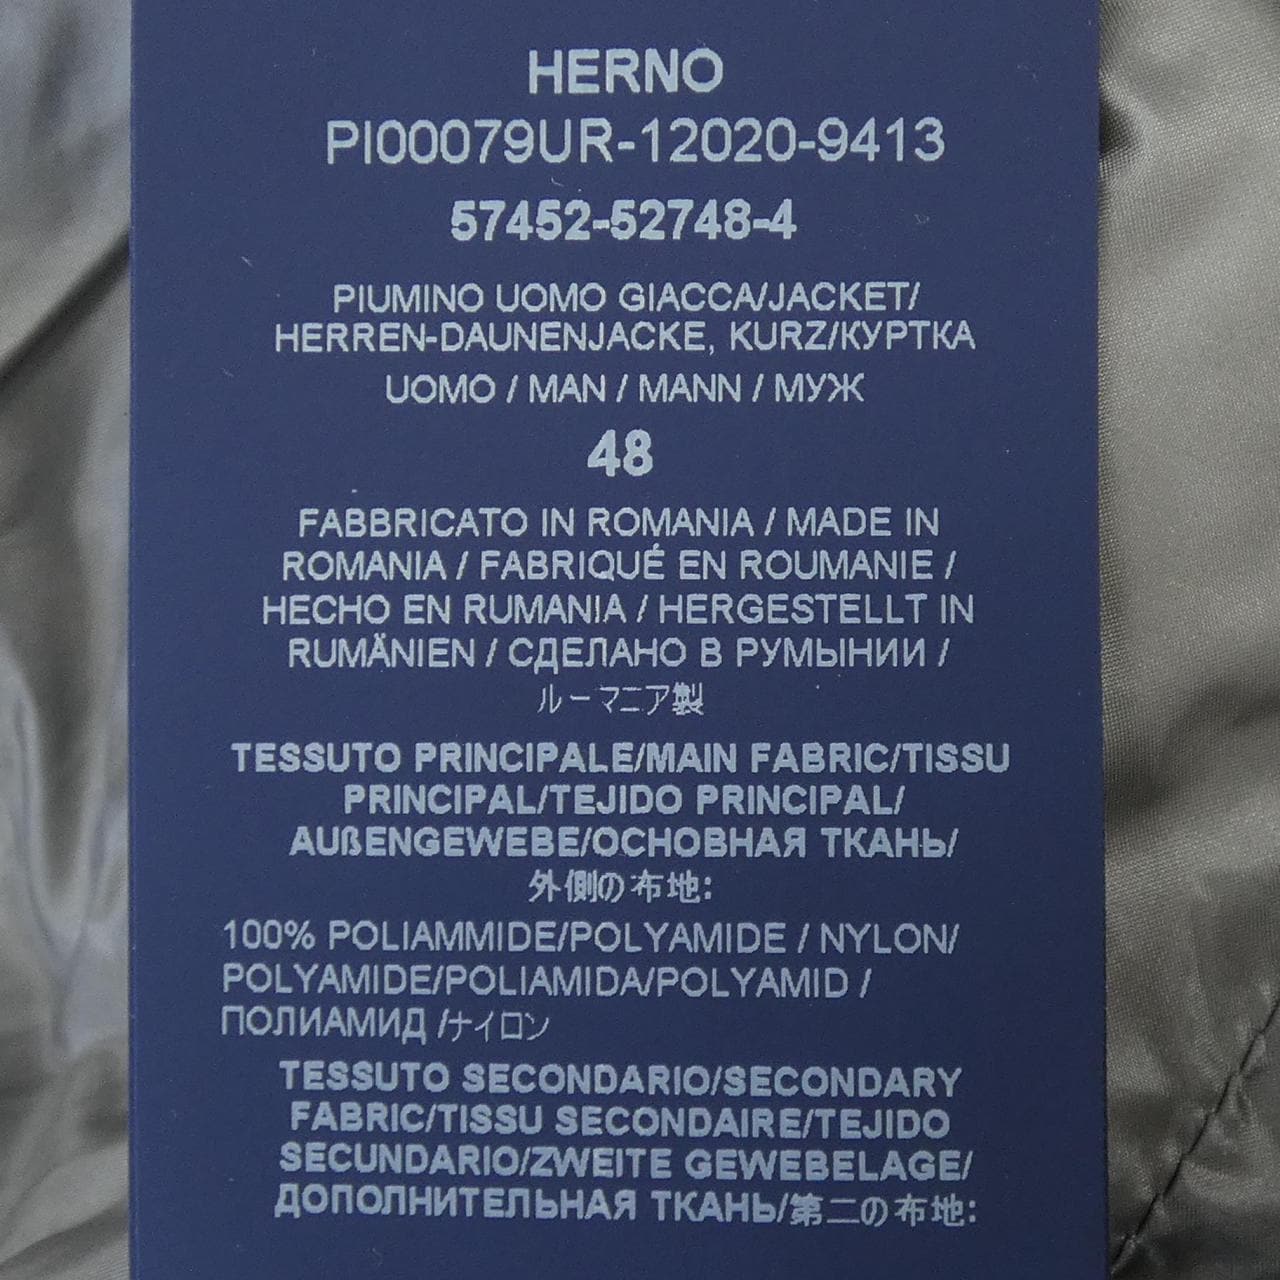 HERNO
PI00079UR-12020-9413
57452-52748-4
PIUMINO UOMO GIACCA/JACKET/
HERREN-DAUNENJACKE, KURZ/КУРТКА
UOMO / MAN / MANN / МУЖ
48
FABBRICATO IN ROMANIA / MADE IN
ROMANIA / FABRIQUÉ EN ROUMANIE /
HECHO EN RUMANIA / HERGESTELLT IN
RUMÄNIEN / СДЕЛАНО В РУМЫНИИ /
ルーマニア製
TESSUTO PRINCIPALE/MAIN FABRIC/TISSU
PRINCIPAL/TEJIDO PRINCIPAL/
AUßENGEWEBE/ОСНОВНАЯ ТКАНЬ/
外側の布地:
100% POLIAMMIDE/POLYAMIDE / NYLON/
POLYAMIDE/POLIAMIDA/POLYAMID /
ПОЛИАМИД /ナイロン
TESSUTO SECONDARIO/SECONDARY
FABRIC/TISSU SECONDAIRE/TEJIDO
SECUNDARIO/ZWEITE GEWEBELAGE/
ДОПОЛНИТЕЛЬНАЯ ТКАНЬ/第二の布地: